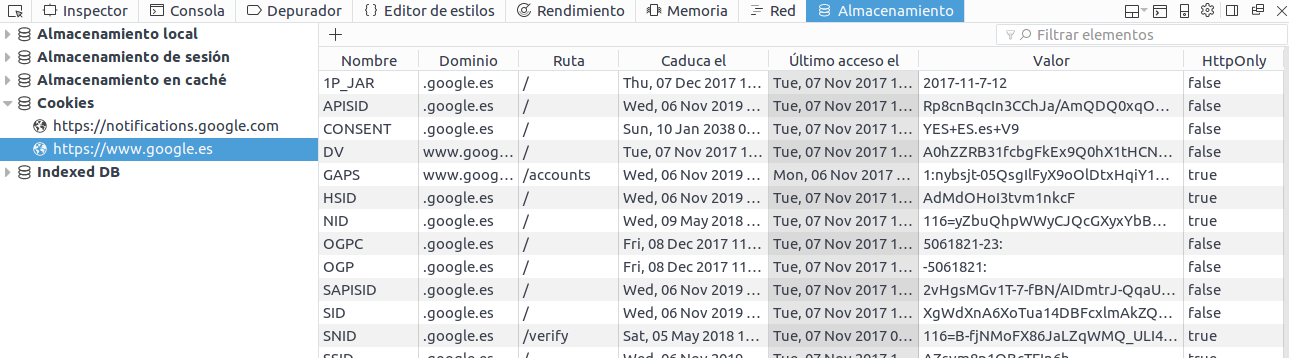 Inspector Consola Depurador {} Editor de estilos Rendimiento Memoria Red Almacenamiento
Almacenamiento local
Almacenamiento de sesión
Almacenamiento en caché
Cookies
https://notifications.google.com
https://www.google.es
Indexed DB
+ Filtrar elementos
Nombre Dominio Ruta Caduca el Último acceso el Valor HttpOnly
1P_JAR .google.es / Thu, 07 Dec 2017 1... Tue, 07 Nov 2017 1... 2017-11-7-12 false
APISID .google.es / Wed, 06 Nov 2019 ... Tue, 07 Nov 2017 1... Rp8cnBqcIn3CChJa/AmQDQ0xqO... false
CONSENT .google.es / Sun, 10 Jan 2038 0... Tue, 07 Nov 2017 1... YES+ES.es+V9 false
DV www.goog... / Tue, 07 Nov 2017 1... Tue, 07 Nov 2017 1... A0hZZRB31fcbgFkEx9Q0hX1tHCN... false
GAPS www.goog... /accounts Wed, 06 Nov 2019 ... Mon, 06 Nov 2017 ... 1:nybsjt-05QsgIlFyX9oOlDtxHqiY1... true
HSID .google.es / Wed, 06 Nov 2019 ... Tue, 07 Nov 2017 1... AdMdOHoI3tvm1nkcF true
NID .google.es / Wed, 09 May 2018 ... Tue, 07 Nov 2017 1... 116=yZbuQhpWWyCJQcGXyxYbB... true
OGPC .google.es / Fri, 08 Dec 2017 11... Tue, 07 Nov 2017 1... 5061821-23: false
OGP .google.es / Fri, 08 Dec 2017 11... Tue, 07 Nov 2017 1... -5061821: false
SAPISID .google.es / Wed, 06 Nov 2019 ... Tue, 07 Nov 2017 1... 2vHgsMGv1T-7-fBN/AIDmtrJ-QqaU... false
SID .google.es / Wed, 06 Nov 2019 ... Tue, 07 Nov 2017 1... XgWdXnA6XoTua14DBFcxlmAkZQ... false
SNID .google.es /verify Sat, 05 May 2018 1... Tue, 07 Nov 2017 0... 116=B-fjNMoFX86JaLZqWMQ_ULI4... true